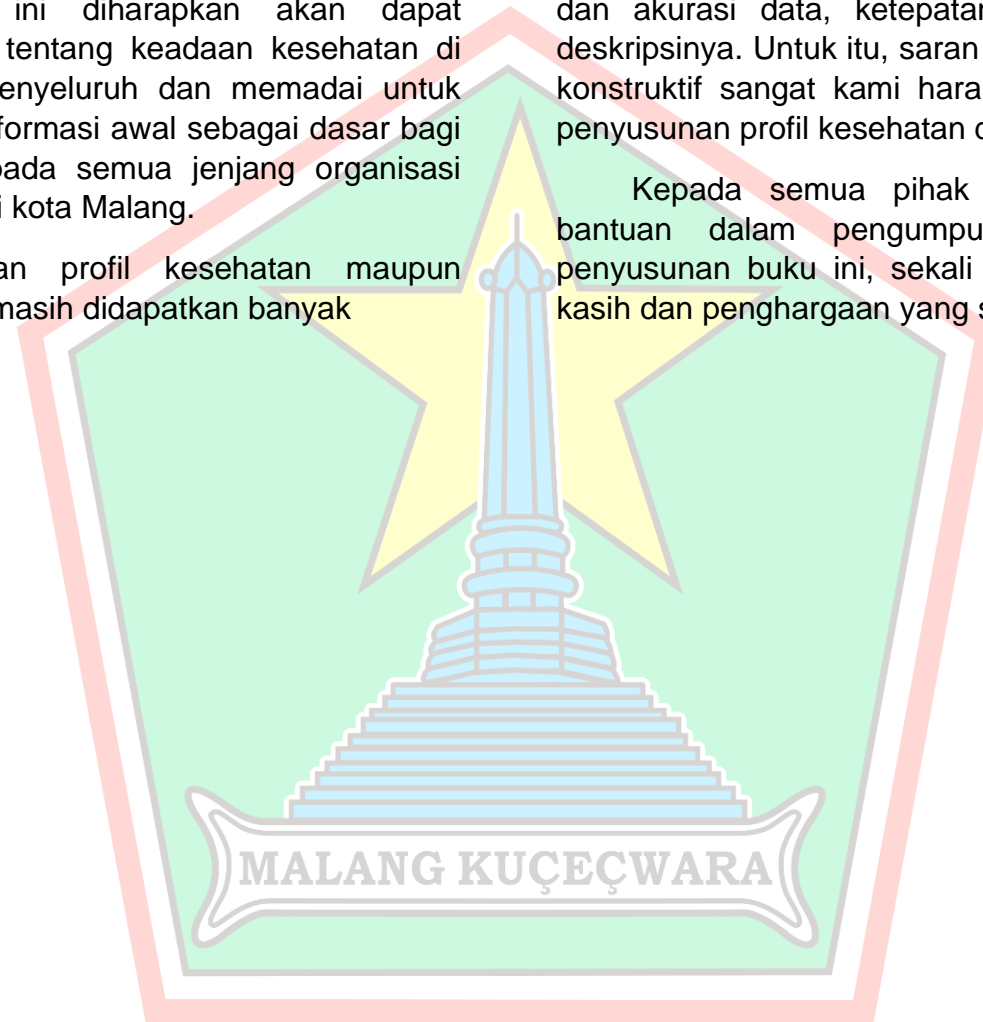 ini diharapkan akan dapat
tentang keadaan kesehatan di
enyeluruh dan memadai untuk
formasi awal sebagai dasar bagi
ada semua jenjang organisasi
i kota Malang.
an profil kesehatan maupun
masih didapatkan banyak
dan akurasi data, ketepatan
deskripsinya. Untuk itu, saran
konstruktif sangat kami hara
penyusunan profil kesehatan d
Kepada semua pihak
bantuan dalam pengumpu
penyusunan buku ini, sekali
kasih dan penghargaan yang s
MALANG KUÇEÇWARA